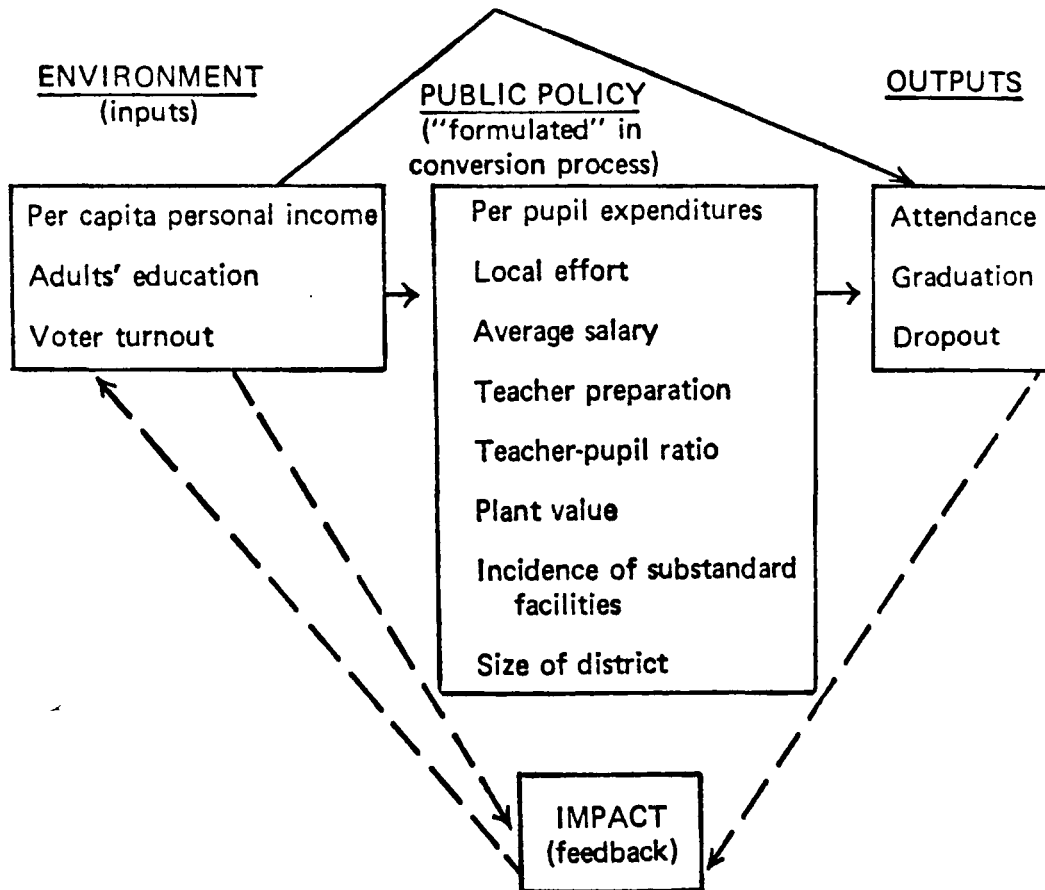 ENVIRONMENT
(inputs)
PUBLIC POLICY
("formulated" in
conversion process)
OUTPUTS
Per capita personal income
Adults' education
Voter turnout
Per pupil expenditures
Local effort
Average salary
Teacher preparation
Teacher-pupil ratio
Plant value
Incidence of substandard
facilities
Size of district
Attendance
Graduation
Dropout
IMPACT
(feedback)